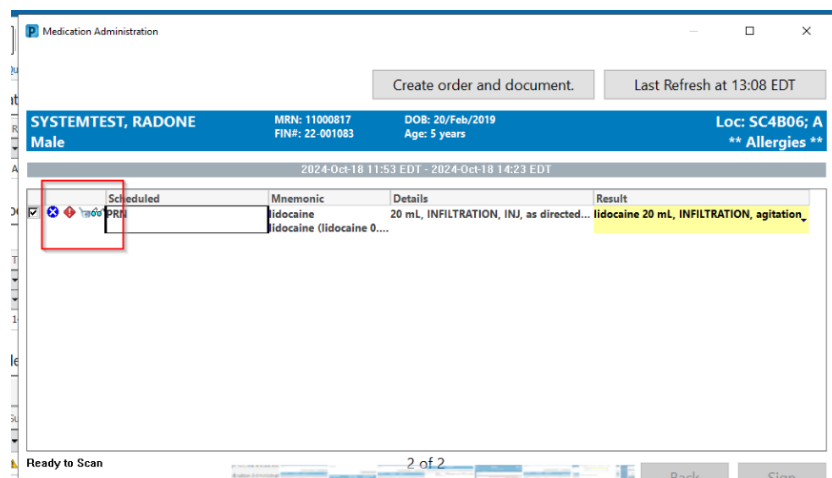 Medication Administration
Create order and document.
Last Refresh at 13:08 EDT
SYSTEMTEST, RADONE
MRN: 11000817
DOB: 20/Feb/2019
Loc: SC4B06; A
Male
FIN#: 22-001083
Age: 5 years
** Allergies **
2024-Oct-18 11:53 EDT - 2024-Oct-18 14:23 EDT
Scheduled
Mnemonic
Details
Result
PRN
lidocaine
20 mL, INFILTRATION, INJ, as directed...
lidocaine 20 mL, INFILTRATION, agitation
lidocaine (lidocaine 0....
Ready to Scan
2 of 2
Back
Sign